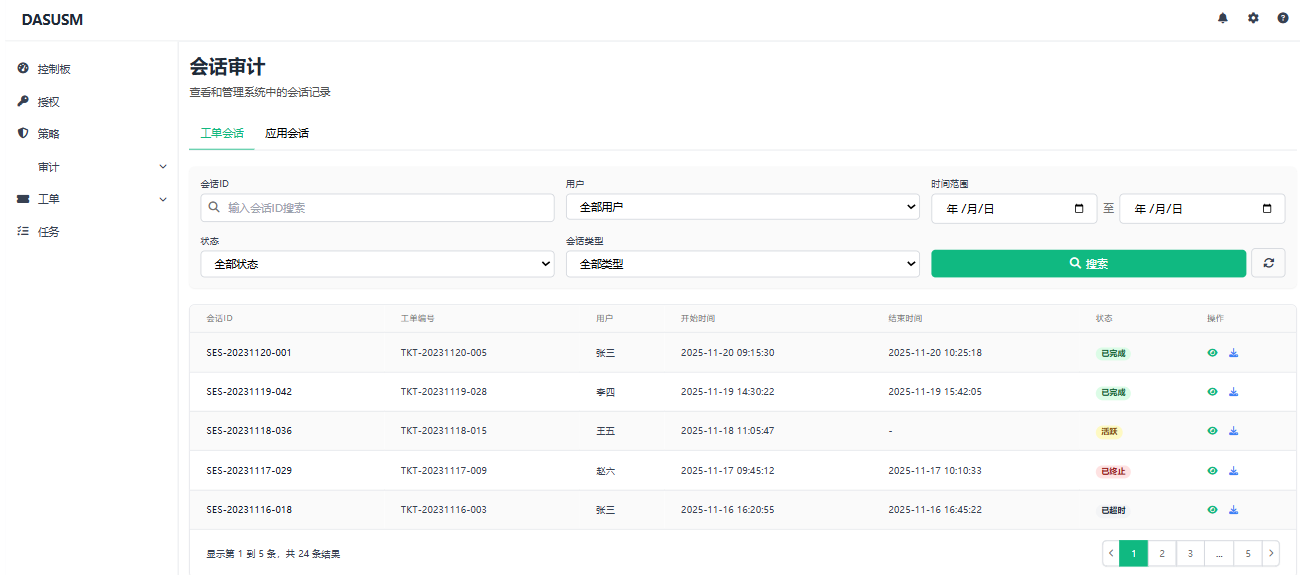 DASUSM
控制板
授权
策略
审计
工单
任务
会话审计
查看和管理系统中的会话记录
工单会话 应用会话
会话ID 用户 时间范围
输入会话ID搜索 全部用户 年 /月/日 至 年 /月/日
状态 会话类型
全部状态 全部类型 搜索
会话ID 工单编号 用户 开始时间 结束时间 状态 操作
SES-20231120-001 TKT-20231120-005 张三 2025-11-20 09:15:30 2025-11-20 10:25:18 已完成
SES-20231119-042 TKT-20231119-028 李四 2025-11-19 14:30:22 2025-11-19 15:42:05 已完成
SES-20231118-036 TKT-20231118-015 王五 2025-11-18 11:05:47 - 活跃
SES-20231117-029 TKT-20231117-009 赵六 2025-11-17 09:45:12 2025-11-17 10:10:33 已终止
SES-20231116-018 TKT-20231116-003 张三 2025-11-16 16:20:55 2025-11-16 16:45:22 已超时
显示第 1 到 5 条，共 24 条结果 1 2 3 ... 5